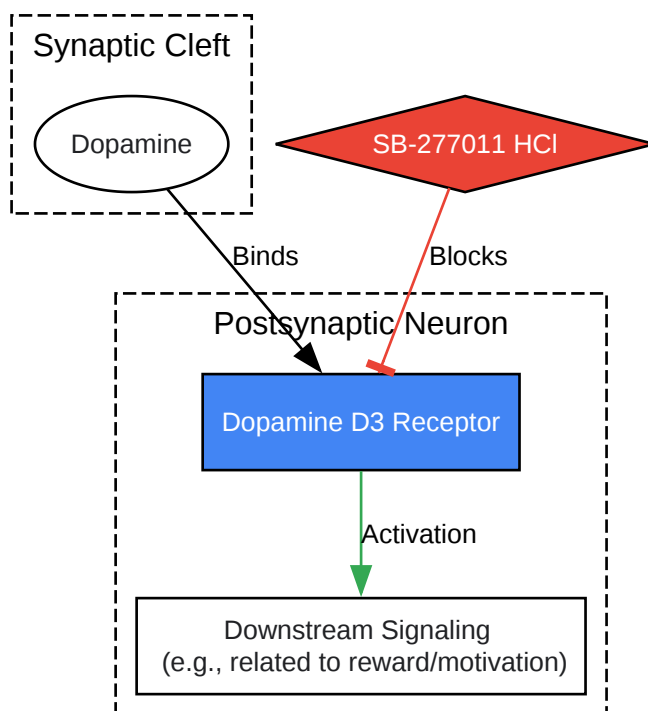 Synaptic Cleft
Dopamine
SB-277011 HCl
Binds
Blocks
Postsynaptic Neuron
Dopamine D3 Receptor
Activation
Downstream Signaling
(e.g., related to reward/motivation)